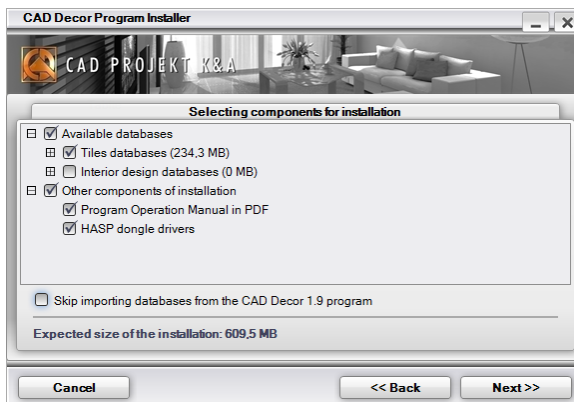 CAD Decor Program Installer
CAD PROJEKT K&A
Selecting components for installation
Available databases
Tiles databases (234,3 MB)
Interior design databases (0 MB)
Other components of installation
Program Operation Manual in PDF
HASP dongle drivers
Skip importing databases from the CAD Decor 1.9 program
Expected size of the installation: 609,5 MB
Cancel
<< Back
Next >>